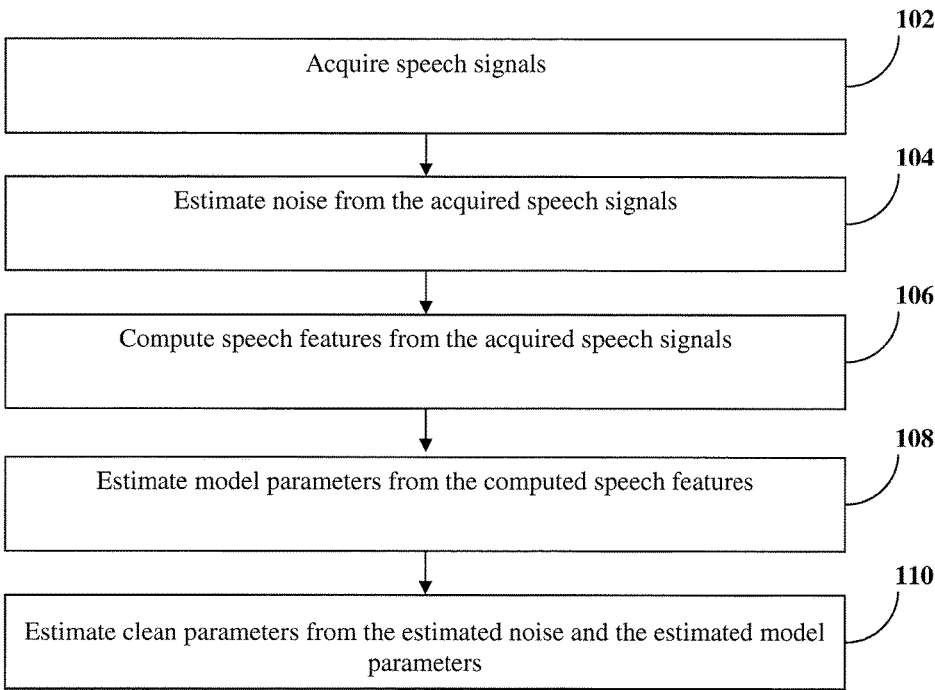 102
Acquire speech signals
104
Estimate noise from the acquired speech signals
106
Compute speech features from the acquired speech signals
108
Estimate model parameters from the computed speech features
110
Estimate clean parameters from the estimated noise and the estimated model
parameters